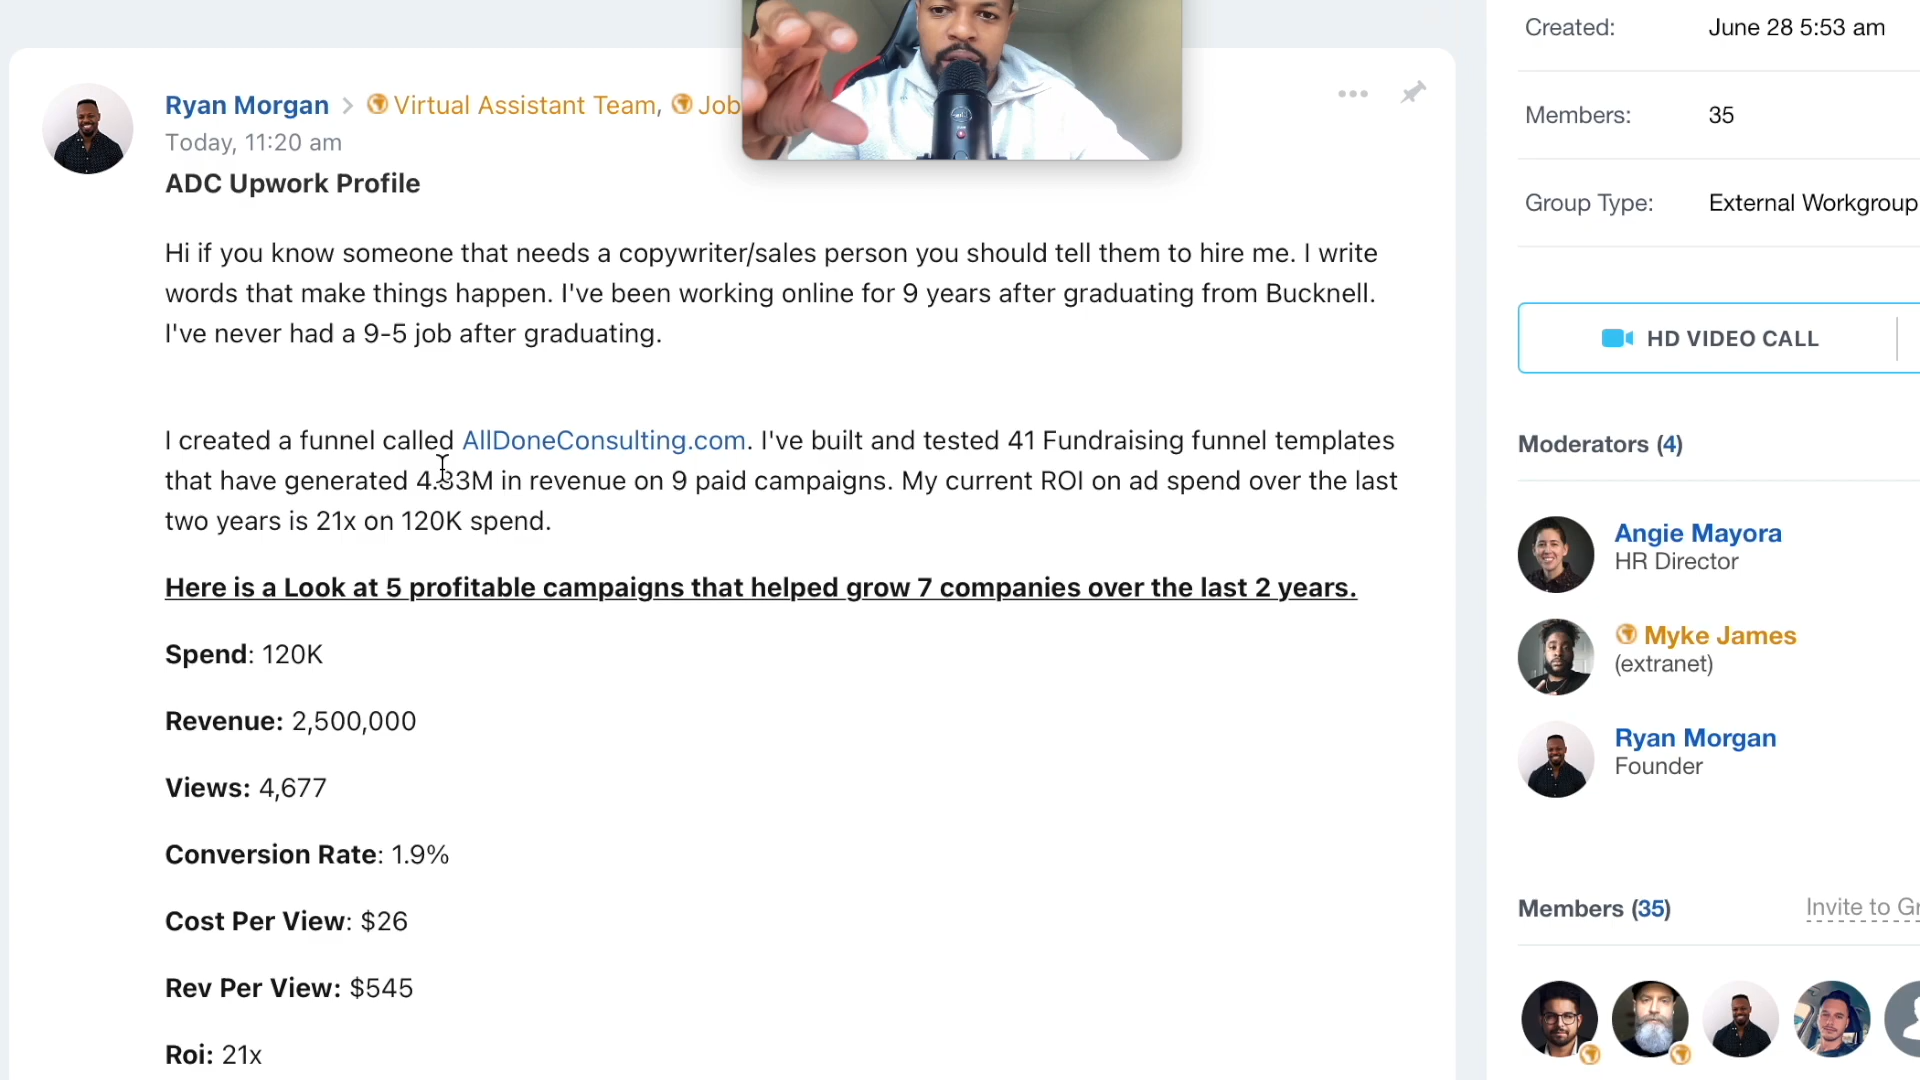 Ryan Morgan > Virtual Assistant Team, Job
Today, 11:20 am
ADC Upwork Profile
Hi if you know someone that needs a copywriter/sales person you should tell them to hire me. I write
words that make things happen. I've been working online for 9 years after graduating from Bucknell.
I've never had a 9-5 job after graduating.
I created a funnel called AllDoneConsulting.com. I've built and tested 41 Fundraising funnel templates
that have generated 4.33M in revenue on 9 paid campaigns. My current ROI on ad spend over the last
two years is 21x on 120K spend.
Here is a Look at 5 profitable campaigns that helped grow 7 companies over the last 2 years.
Spend: 120K
Revenue: 2,500,000
Views: 4,677
Conversion Rate: 1.9%
Cost Per View: $26
Rev Per View: $545
Roi: 21x
Created: June 28 5:53 am
Members: 35
Group Type: External Workgroup
HD VIDEO CALL
Moderators (4)
Angie Mayora
HR Director
Myke James
(extranet)
Ryan Morgan
Founder
Members (35) Invite to Gr